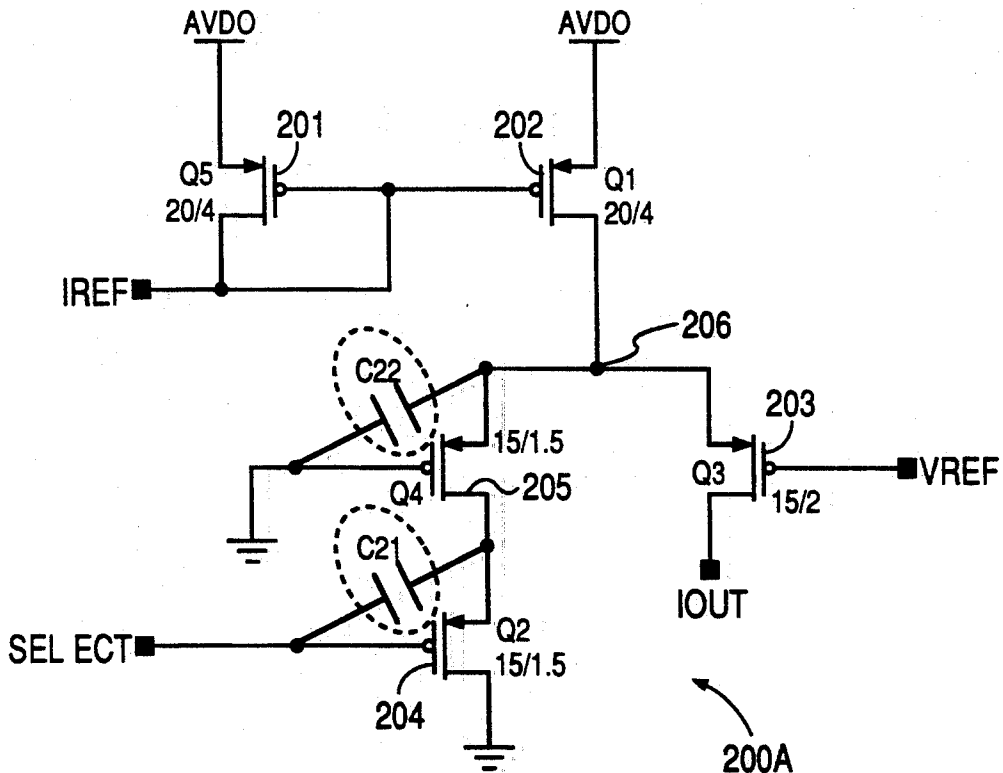 AVDO
AVDO
201
202
Q5
Q1
20/4
20/4
IREF
206
C22
203
15/1.5
Q3
VREF
Q4
205
15/2
C21
IOUT
SEL ECT
Q2
15/1.5
204
200A